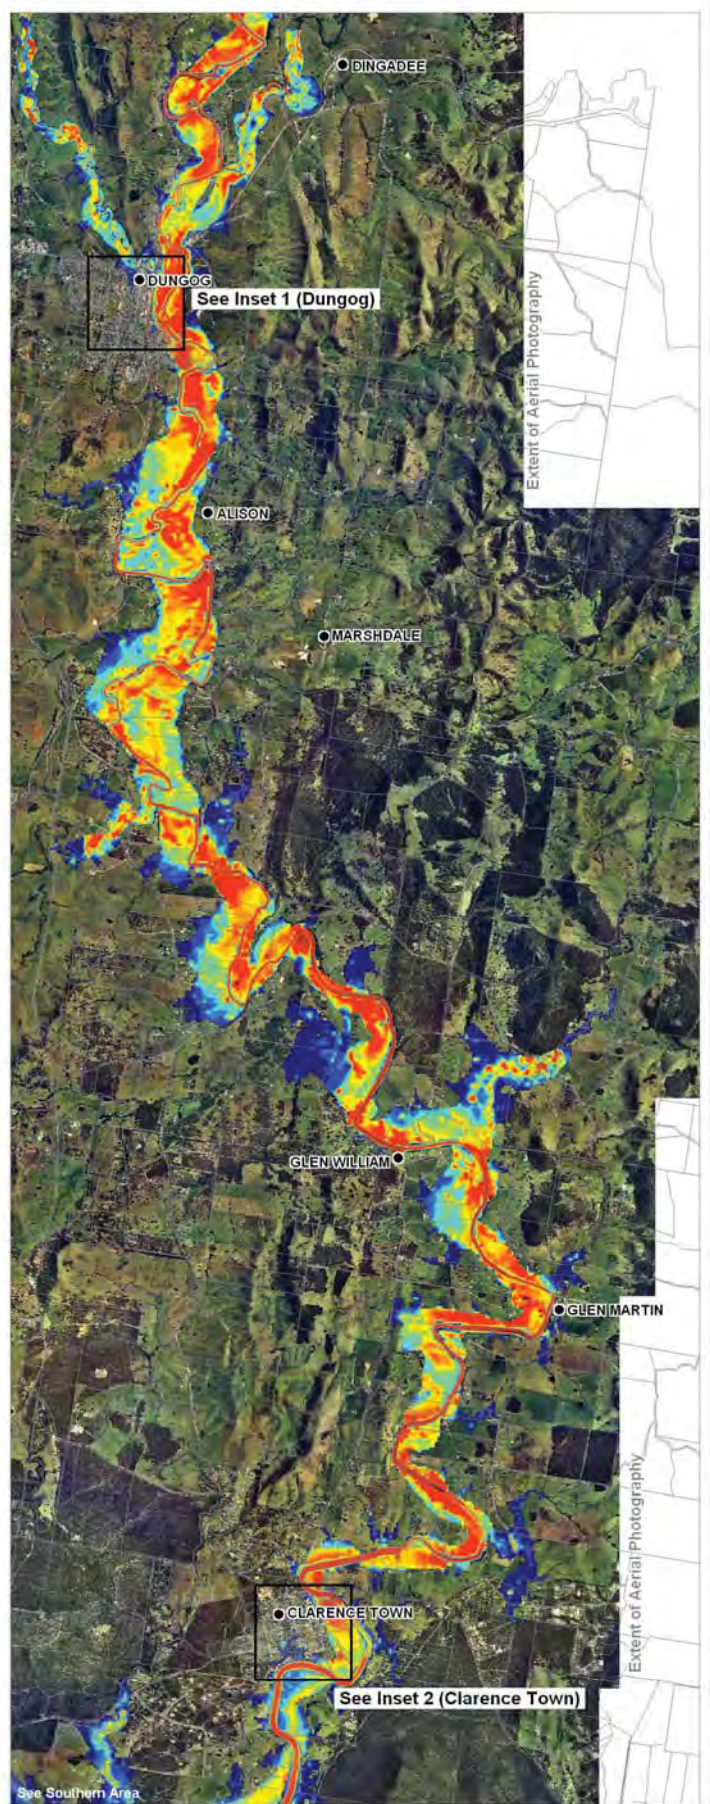 DINGADEE
DUNGOG
See Inset 1 (Dungog)
Extent of Aerial Photography
ALISON
MARSHDALE
GLEN WILLIAM
GLEN MARTIN
Extent of Aerial Photography
CLARENCE TOWN
See Inset 2 (Clarence Town)
See Southern Area